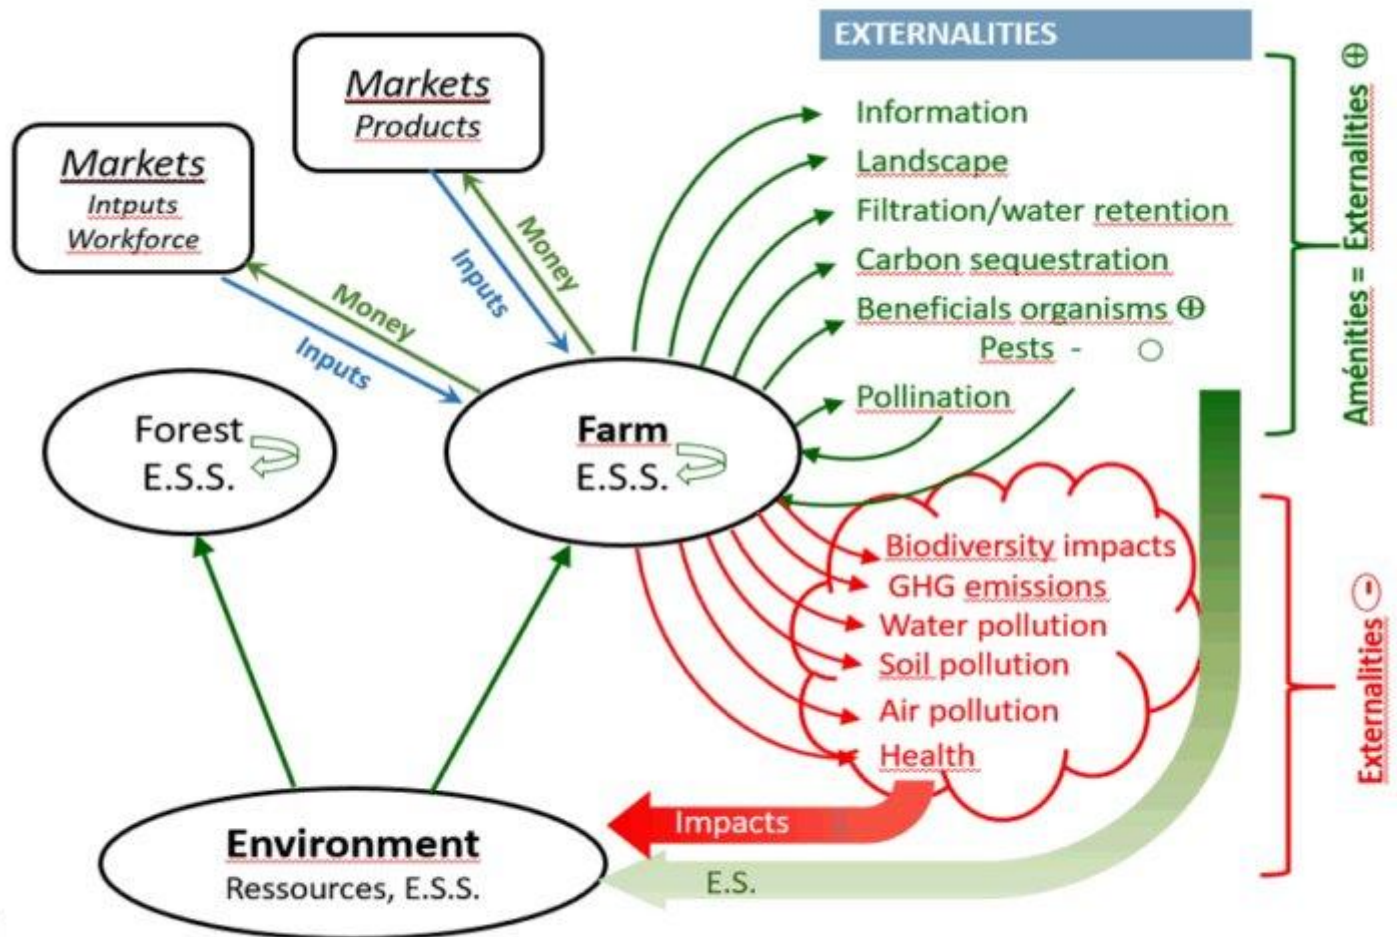 EXTERNALITIES
Markets
Products
Markets
Intputs
Workforce
Money
Inputs
Money
Inputs
Information
Landscape
Filtration/water retention
Carbon sequestration
Beneficials organisms ⊕
Pests -
Pollination
Aménities = Externalities ⊕
Forest
E.S.S.
Farm
E.S.S.
Biodiversity impacts
GHG emissions
Water pollution
Soil pollution
Air pollution
Health
Externalities ⊖
Impacts
E.S.
Environment
Ressources, E.S.S.